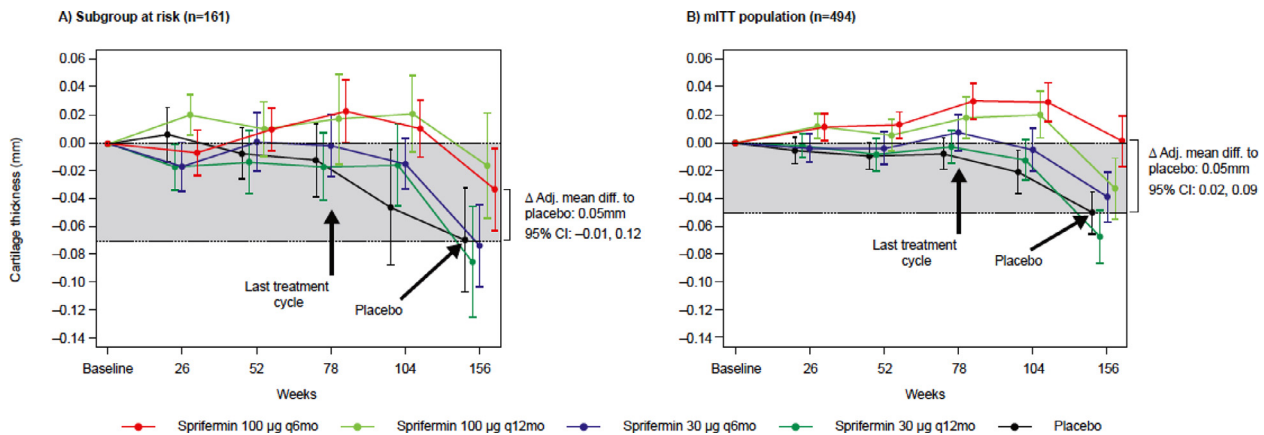 A) Subgroup at risk (n=161)
B) mITT population (n=494)
Cartilage thickness (mm)
0.06
0.04
0.02
0.00
–0.02
–0.04
–0.06
–0.08
–0.10
–0.12
–0.14
Baseline
26
52
78
104
156
Weeks
Last treatment
cycle
Placebo
Δ Adj. mean diff. to
placebo: 0.05mm
95% CI: –0.01, 0.12
0.06
0.04
0.02
0.00
–0.02
–0.04
–0.06
–0.08
–0.10
–0.12
–0.14
Baseline
26
52
78
104
156
Weeks
Last treatment
cycle
Placebo
Δ Adj. mean diff. to
placebo: 0.05mm
95% CI: 0.02, 0.09
Sprifermin 100 µg q6mo
Sprifermin 100 µg q12mo
Sprifermin 30 µg q6mo
Sprifermin 30 µg q12mo
Placebo